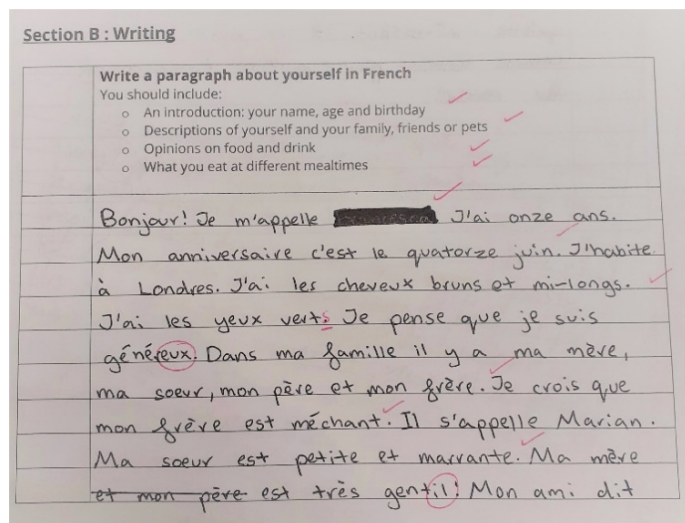 Section B : Writing
Write a paragraph about yourself in French
You should include:
o An introduction: your name, age and birthday
o Descriptions of yourself and your family, friends or pets
o Opinions on food and drink
o What you eat at different mealtimes
Bonjour! Je m'appelle J'ai onze ans.
Mon anniversaire c'est le quatorze juin. J'habite
à Londres. J'ai les cheveux bruns et mi-longs.
J'ai les yeux verts Je pense que je suis
généreux. Dans ma famille il y a ma mère,
ma soeur, mon père et mon frère. Je crois que
mon frère est méchant. Il s'appelle Marian.
Ma soeur est petite et marrante. Ma mère
et mon père est très gentil! Mon ami dit